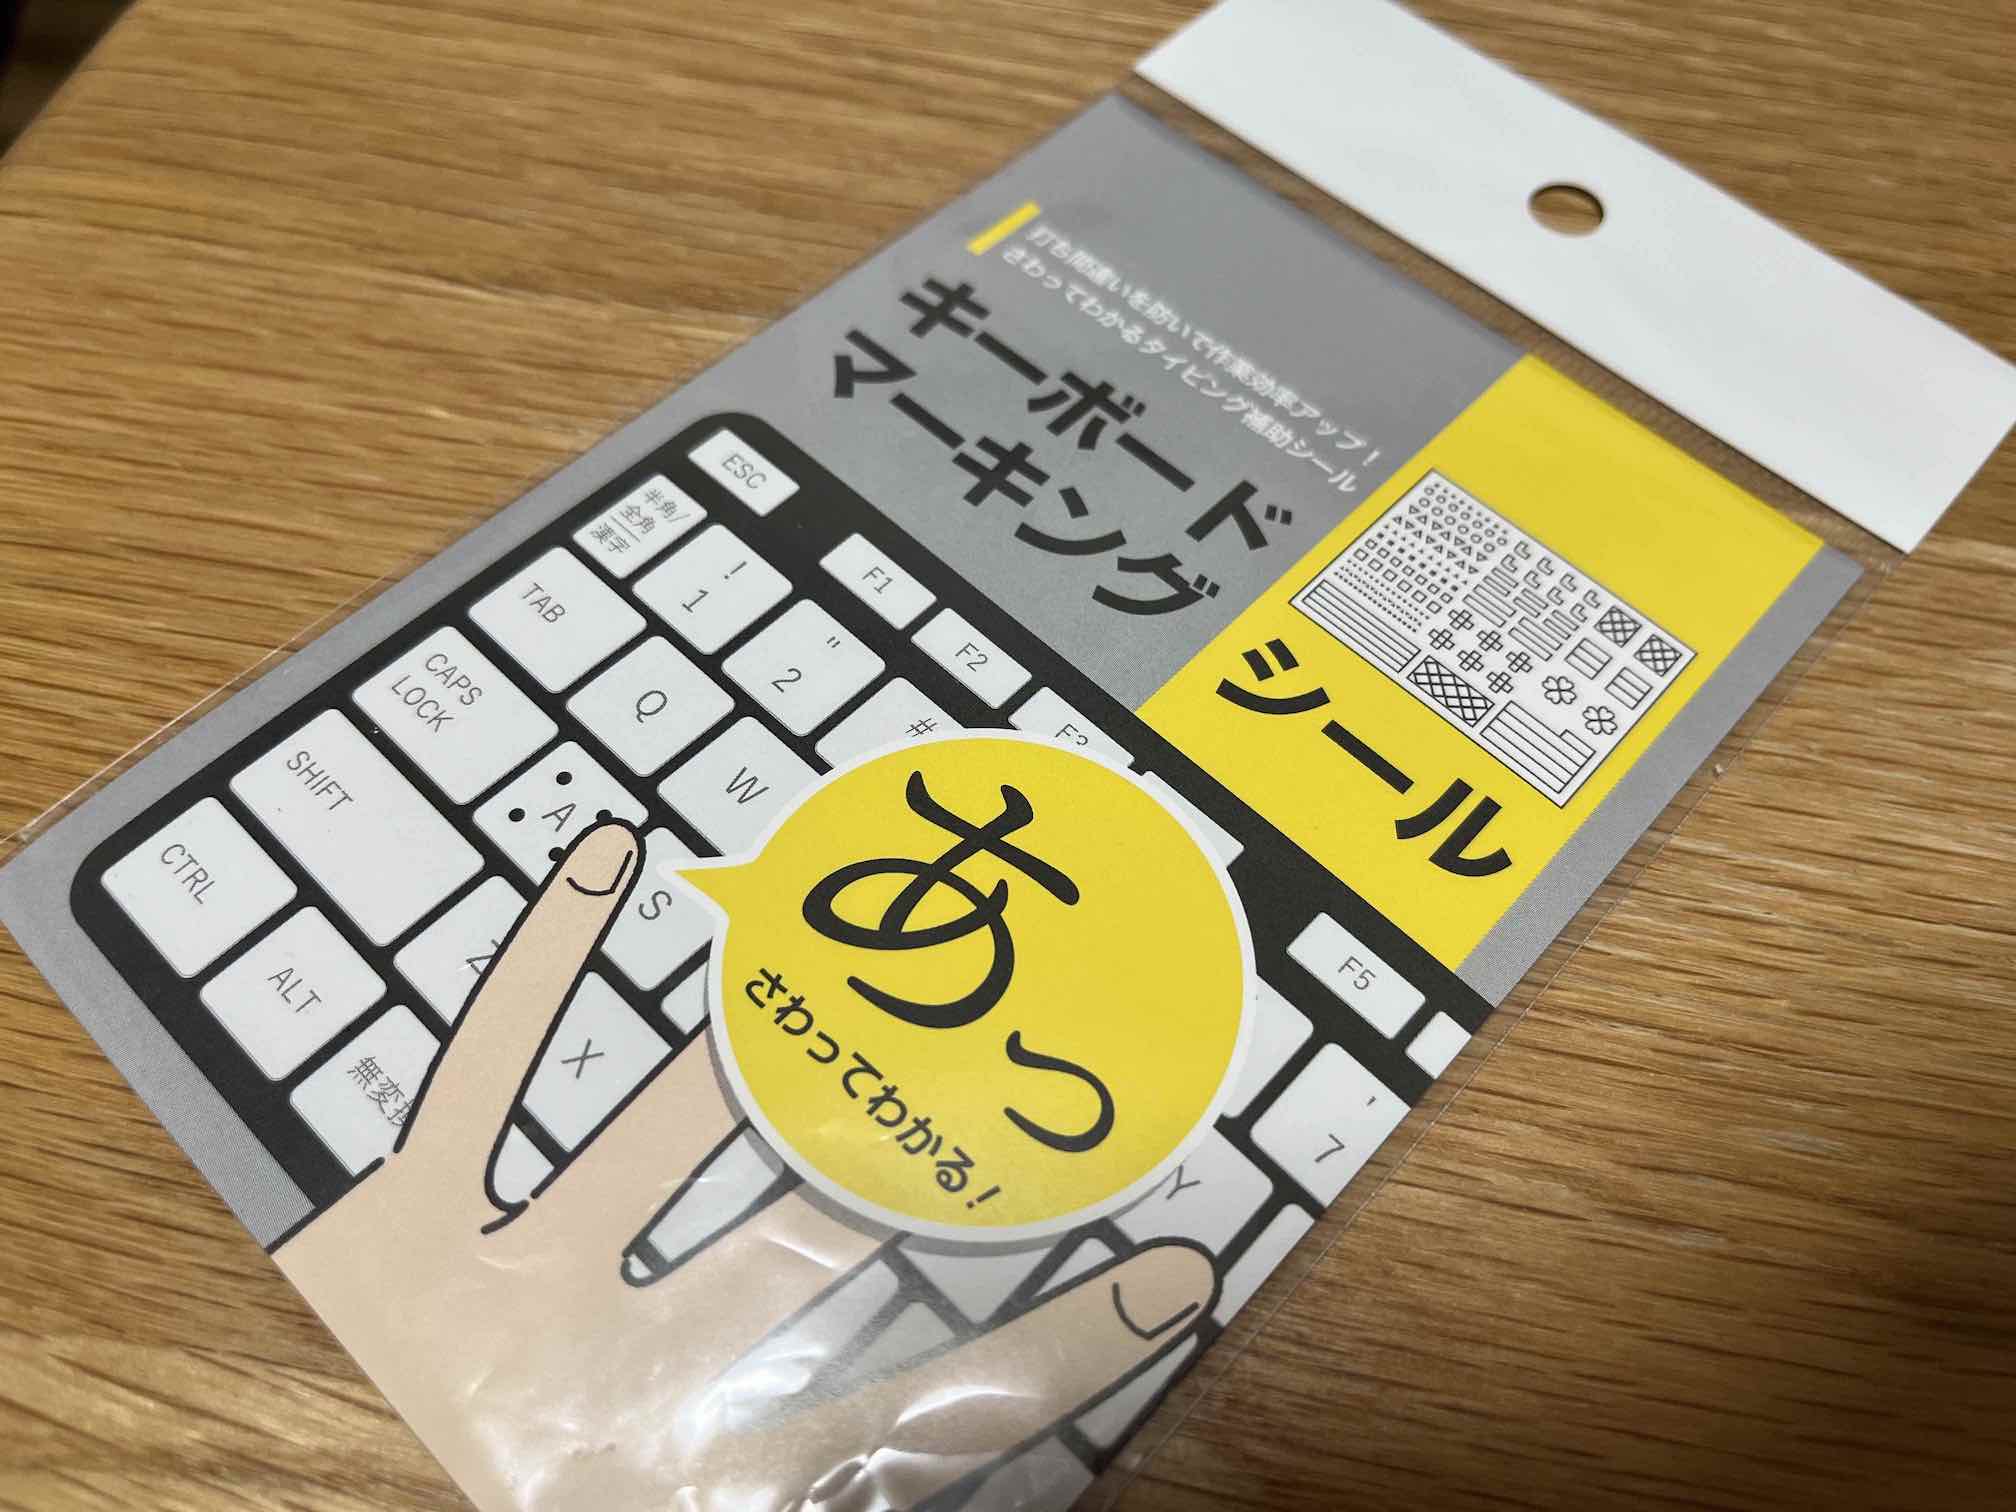 打ち間違いを防いで作業効率アップ！
さわってわかるタイピング補助シール
キーボード
マーキング
シール
ESC
F1
F2
F3
F5
半角/
全角
漢字
!
1
"
2
#
'
7
TAB
Q
W
Y
CAPS
LOCK
A
S
SHIFT
Z
X
CTRL
ALT
無変換
あっ
さわってわかる！